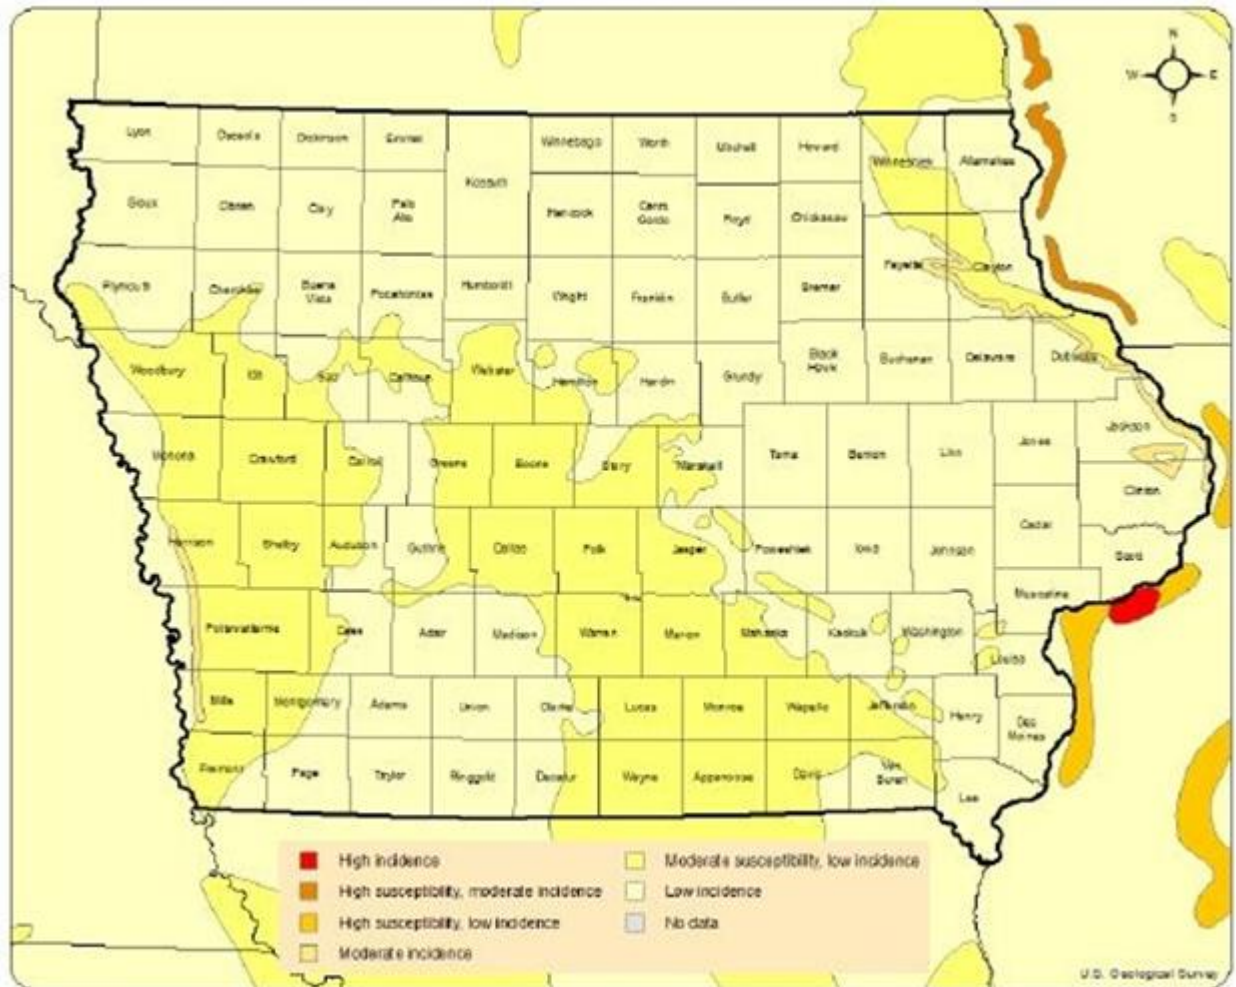 N
W E
S
Lyon Osceola Dickinson Emmet Winnebago Worth Mitchell Howard Winneshiek Allamakee
Kossuth
Sioux Obrien Clay Palo
Alto Hancock Cerro
Gordo Floyd Chickasaw
Plymouth Cherokee Buena
Vista Pocahontas Humboldt Wright Franklin Butler Bremer Fayette Clayton
Woodbury Ida Sac Calhoun Webster Hamilton Hardin Grundy Black
Hawk Buchanan Delaware Dubuque
Monona Crawford Carroll Greene Boone Story Marshall Tama Benton Linn Jones Jackson
Clinton
Harrison Shelby Audubon Guthrie Dallas Polk Jasper Poweshiek Iowa Johnson Cedar Scott
Muscatine
Pottawattamie Cass Adair Madison Warren Marion Mahaska Keokuk Washington
Louisa
Mills Montgomery Adams Union Clarke Lucas Monroe Wapello Jefferson Henry Des
Moines
Fremont Page Taylor Ringgold Decatur Wayne Appanoose Davis Van
Buren Lee
High incidence
High susceptibility, moderate incidence
High susceptibility, low incidence
Moderate incidence
Moderate susceptibility, low incidence
Low incidence
No data
U.S. Geological Survey